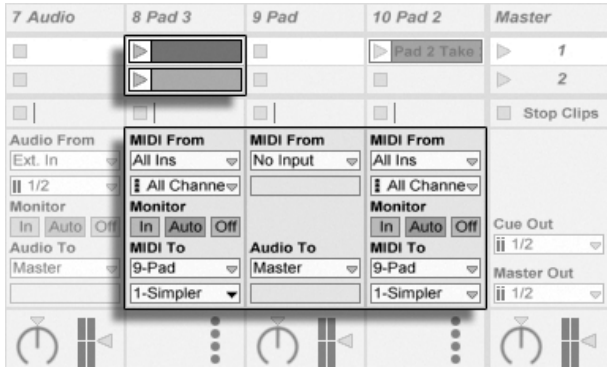 7 Audio 8 Pad 3 9 Pad 10 Pad 2 Master
Pad 2 Take 1
2
Stop Clips
Audio From MIDI From MIDI From MIDI From
Ext. In All Ins No Input All Ins
1/2 All Channe All Channe
Monitor Monitor Monitor
In Auto Off In Auto Off In Auto Off Cue Out
Audio To MIDI To Audio To MIDI To 1/2
Master 9-Pad Master 9-Pad Master Out
1-Simpler 1-Simpler 1/2